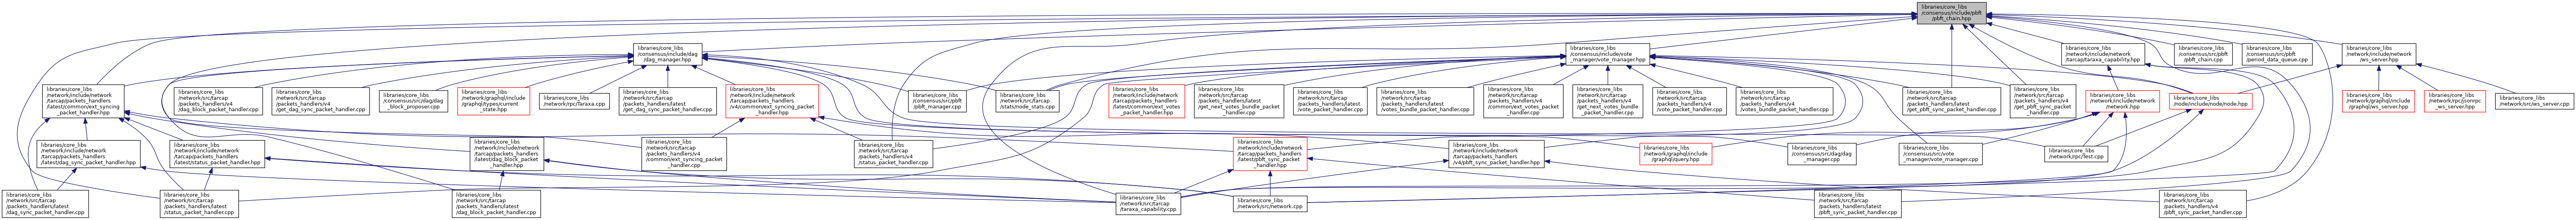 libraries/core_libs
/consensus/include/pbft
/pbft_chain.hpp
libraries/core_libs
/consensus/include/dag
/dag_manager.hpp
libraries/core_libs
/consensus/include/vote
_manager/vote_manager.hpp
libraries/core_libs
/network/include/network
/tarcap/taraxa_capability.hpp
libraries/core_libs
/consensus/src/pbft
/pbft_chain.cpp
libraries/core_libs
/consensus/src/pbft
/period_data_queue.cpp
libraries/core_libs
/network/include/network
/ws_server.hpp
libraries/core_libs
/network/include/network
/tarcap/packets_handlers
/latest/common/ext_syncing
_packet_handler.hpp
libraries/core_libs
/network/src/tarcap
/packets_handlers/v4
/dag_block_packet_handler.cpp
libraries/core_libs
/network/src/tarcap
/packets_handlers/v4
/get_dag_sync_packet_handler.cpp
libraries/core_libs
/consensus/src/dag/dag
_block_proposer.cpp
libraries/core_libs
/network/graphql/include
/graphql/types/current
_state.hpp
libraries/core_libs
/network/rpc/Taraxa.cpp
libraries/core_libs
/network/src/tarcap
/packets_handlers/latest
/get_dag_sync_packet_handler.cpp
libraries/core_libs
/network/include/network
/tarcap/packets_handlers
/v4/common/ext_syncing_packet
_handler.hpp
libraries/core_libs
/consensus/src/pbft
/pbft_manager.cpp
libraries/core_libs
/network/src/tarcap
/stats/node_stats.cpp
libraries/core_libs
/network/include/network
/tarcap/packets_handlers
/latest/common/ext_votes
_packet_handler.hpp
libraries/core_libs
/network/src/tarcap
/packets_handlers/latest
/get_next_votes_bundle_packet
_handler.cpp
libraries/core_libs
/network/src/tarcap
/packets_handlers/latest
/vote_packet_handler.cpp
libraries/core_libs
/network/src/tarcap
/packets_handlers/latest
/votes_bundle_packet_handler.cpp
libraries/core_libs
/network/src/tarcap
/packets_handlers/v4
/common/ext_votes_packet
_handler.cpp
libraries/core_libs
/network/src/tarcap
/packets_handlers/v4
/get_next_votes_bundle
_packet_handler.cpp
libraries/core_libs
/network/src/tarcap
/packets_handlers/v4
/vote_packet_handler.cpp
libraries/core_libs
/network/src/tarcap
/packets_handlers/v4
/votes_bundle_packet_handler.cpp
libraries/core_libs
/network/src/tarcap
/packets_handlers/latest
/get_pbft_sync_packet_handler.cpp
libraries/core_libs
/network/src/tarcap
/packets_handlers/v4
/get_pbft_sync_packet
_handler.cpp
libraries/core_libs
/network/include/network
/network.hpp
libraries/core_libs
/node/include/node/node.hpp
libraries/core_libs
/network/graphql/include
/graphql/ws_server.hpp
libraries/core_libs
/network/rpc/jsonrpc
_ws_server.hpp
libraries/core_libs
/network/src/ws_server.cpp
libraries/core_libs
/network/include/network
/tarcap/packets_handlers
/latest/dag_sync_packet_handler.hpp
libraries/core_libs
/network/include/network
/tarcap/packets_handlers
/latest/status_packet_handler.hpp
libraries/core_libs
/network/include/network
/tarcap/packets_handlers
/latest/dag_block_packet
_handler.hpp
libraries/core_libs
/network/src/tarcap
/packets_handlers/v4
/common/ext_syncing_packet
_handler.cpp
libraries/core_libs
/network/src/tarcap
/packets_handlers/v4
/status_packet_handler.cpp
libraries/core_libs
/network/include/network
/tarcap/packets_handlers
/latest/pbft_sync_packet
_handler.hpp
libraries/core_libs
/network/include/network
/tarcap/packets_handlers
/v4/pbft_sync_packet_handler.hpp
libraries/core_libs
/network/graphql/include
/graphql/query.hpp
libraries/core_libs
/consensus/src/dag/dag
_manager.cpp
libraries/core_libs
/consensus/src/vote
_manager/vote_manager.cpp
libraries/core_libs
/network/rpc/Test.cpp
libraries/core_libs
/network/src/tarcap
/packets_handlers/latest
/dag_sync_packet_handler.cpp
libraries/core_libs
/network/src/tarcap
/packets_handlers/latest
/status_packet_handler.cpp
libraries/core_libs
/network/src/tarcap
/packets_handlers/latest
/dag_block_packet_handler.cpp
libraries/core_libs
/network/src/tarcap
/taraxa_capability.cpp
libraries/core_libs
/network/src/network.cpp
libraries/core_libs
/network/src/tarcap
/packets_handlers/latest
/pbft_sync_packet_handler.cpp
libraries/core_libs
/network/src/tarcap
/packets_handlers/v4
/pbft_sync_packet_handler.cpp